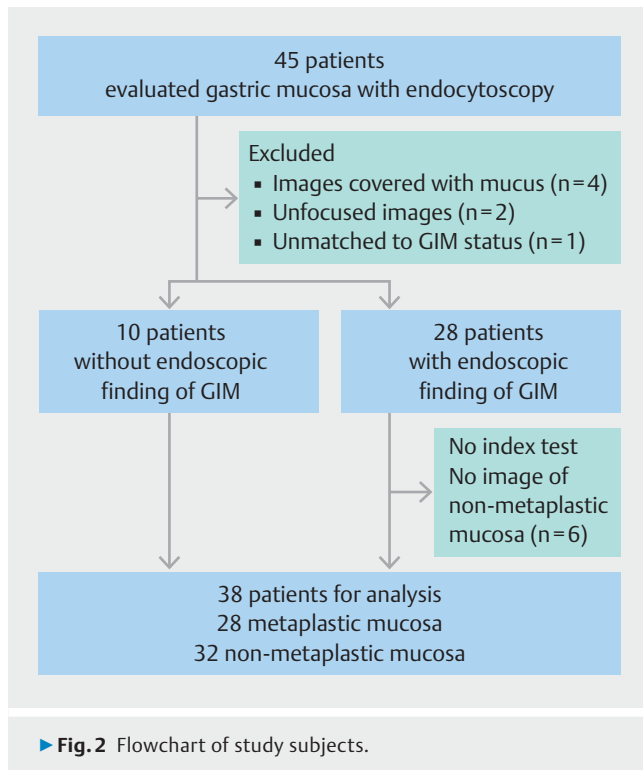 45 patients
evaluated gastric mucosa with endocytoscopy
Excluded
▪ Images covered with mucus (n=4)
▪ Unfocused images (n=2)
▪ Unmatched to GIM status (n=1)
10 patients
without endoscopic
finding of GIM
28 patients
with endoscopic
finding of GIM
No index test
No image of
non-metaplastic
mucosa (n=6)
38 patients for analysis
28 metaplastic mucosa
32 non-metaplastic mucosa
▶ Fig. 2 Flowchart of study subjects.